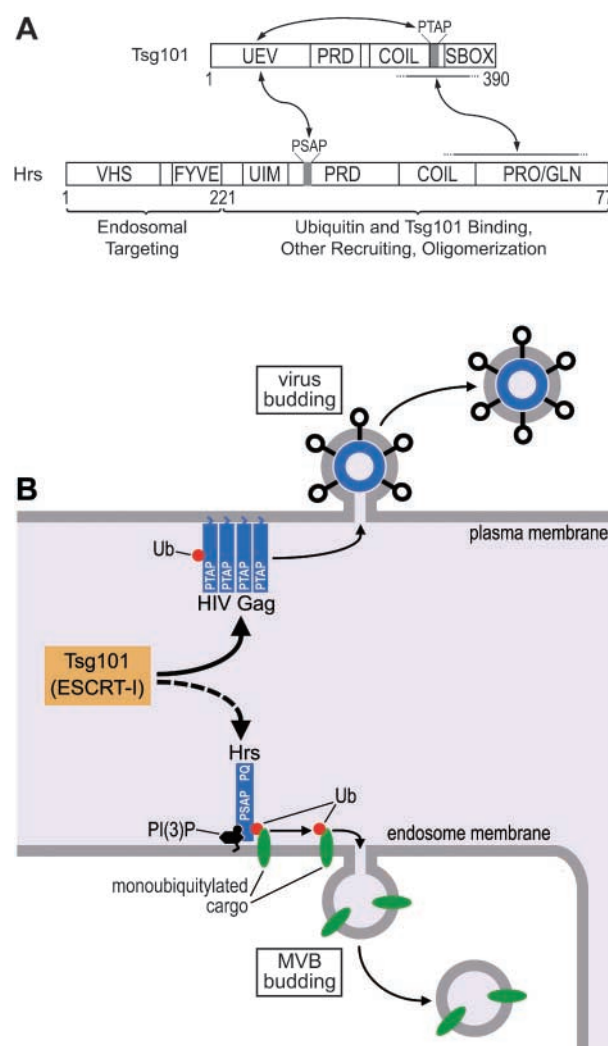 A
PTAP
Tsg101
UEV PRD COIL SBOX
1 390
PSAP
Hrs
VHS FYVE UIM PRD COIL PRO/GLN
1 221 77
Endosomal
Targeting
Ubiquitin and Tsg101 Binding,
Other Recruiting, Oligomerization
virus
budding
B
plasma membrane
Ub
PTAP PTAP PTAP PTAP
HIV Gag
Tsg101
(ESCRT-I)
Hrs
PSAP PQ
Ub
PI(3)P
endosome membrane
monoubiquitylated
cargo
MVB
budding